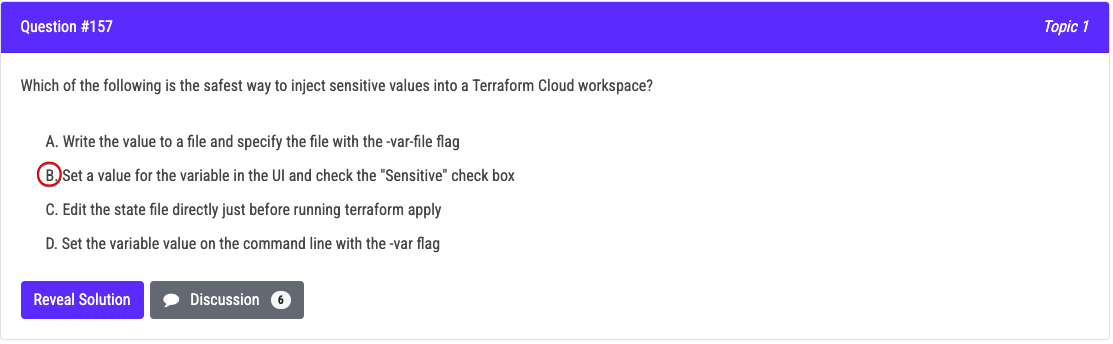 Question #157
Topic 1
Which of the following is the safest way to inject sensitive values into a Terraform Cloud workspace?
A. Write the value to a file and specify the file with the -var-file flag
B. Set a value for the variable in the UI and check the "Sensitive" check box
C. Edit the state file directly just before running terraform apply
D. Set the variable value on the command line with the -var flag
Reveal Solution
Discussion 6